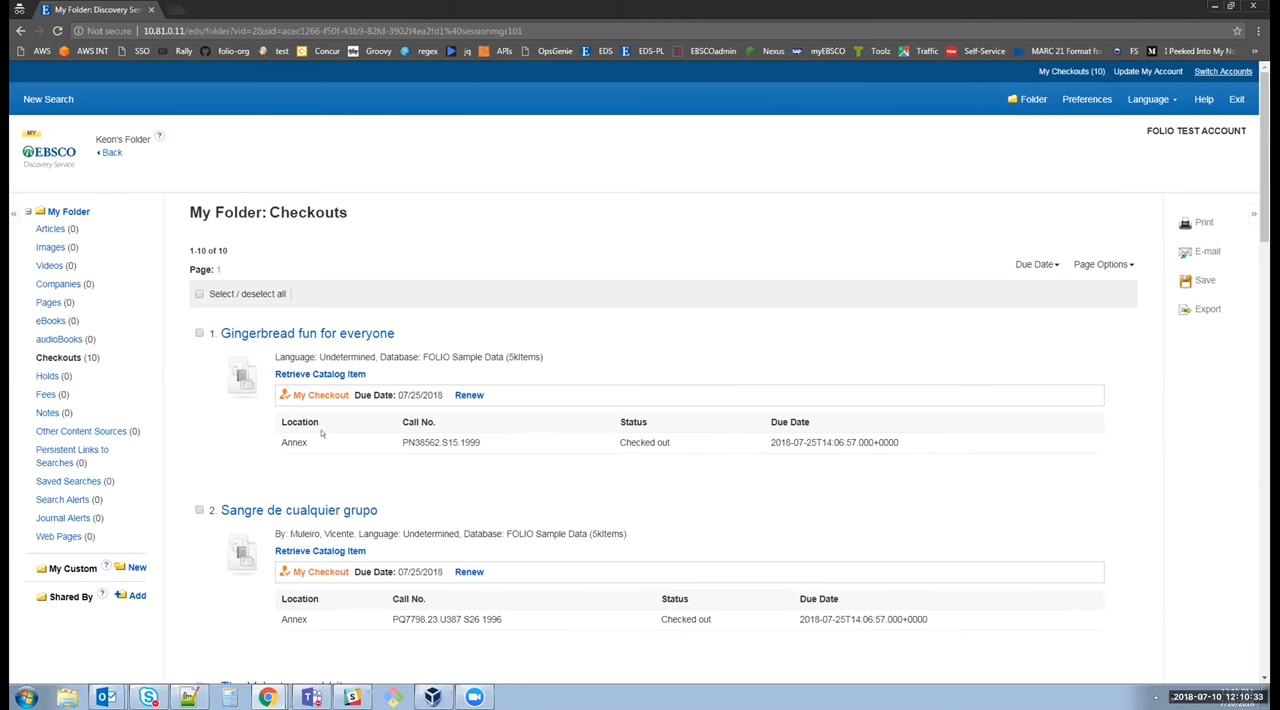 My EBSCO: Discovery Ser
Not secure | 10.81.0.11/eds/folder?vid=2&sid=acec1266-f50f-43b9-82fd-3902f4ea2fd1%40sessionmgr101
AWS AWS INT SSO Rally folio-org test Concur Groovy regex jq APIs OpsGenie EDS EDS-PL EBSCOadmin Nexus myEBSCO Toolz Traffic Self-Service MARC 21 Format fo FS I Peeked Into My No
My Checkouts (10) Update My Account Switch Accounts
New Search Folder Preferences Language Help Exit
FOLIO TEST ACCOUNT
MY
EBSCO
Discovery Service
Keon's Folder ?
Back
My Folder
Articles (0)
Images (0)
Videos (0)
Companies (0)
Pages (0)
eBooks (0)
audioBooks (0)
Checkouts (10)
Holds (0)
Fees (0)
Notes (0)
Other Content Sources (0)
Persistent Links to
Searches (0)
Saved Searches (0)
Search Alerts (0)
Journal Alerts (0)
Web Pages (0)
My Custom ? New
Shared By ? Add
My Folder: Checkouts
1-10 of 10
Page: 1
Due Date Page Options
Select / deselect all
1. Gingerbread fun for everyone
Language: Undetermined, Database: FOLIO Sample Data (5kItems)
Retrieve Catalog Item
My Checkout Due Date: 07/25/2018 Renew
Location Call No. Status Due Date
Annex PN38562.S15.1999 Checked out 2018-07-25T14:06:57.000+0000
2. Sangre de cualquier grupo
By: Muleiro, Vicente. Language: Undetermined, Database: FOLIO Sample Data (5kItems)
Retrieve Catalog Item
My Checkout Due Date: 07/25/2018 Renew
Location Call No. Status Due Date
Annex PQ7798.23.U387 S26 1996 Checked out 2018-07-25T14:06:57.000+0000
Print
E-mail
Save
Export
2018-07-10 12:10:33